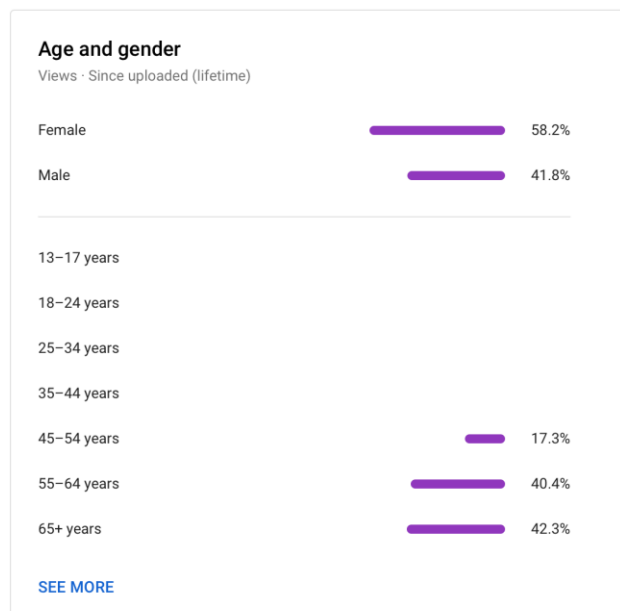 Age and gender
Views · Since uploaded (lifetime)
Female 58.2%
Male 41.8%
13–17 years
18–24 years
25–34 years
35–44 years
45–54 years 17.3%
55–64 years 40.4%
65+ years 42.3%
SEE MORE